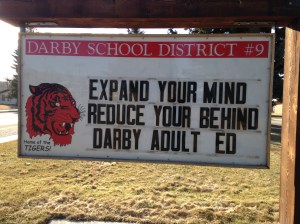 DARBY SCHOOL DISTRICT #9
EXPAND YOUR MIND
REDUCE YOUR BEHIND
DARBY ADULT ED
Home of the
TIGERS!